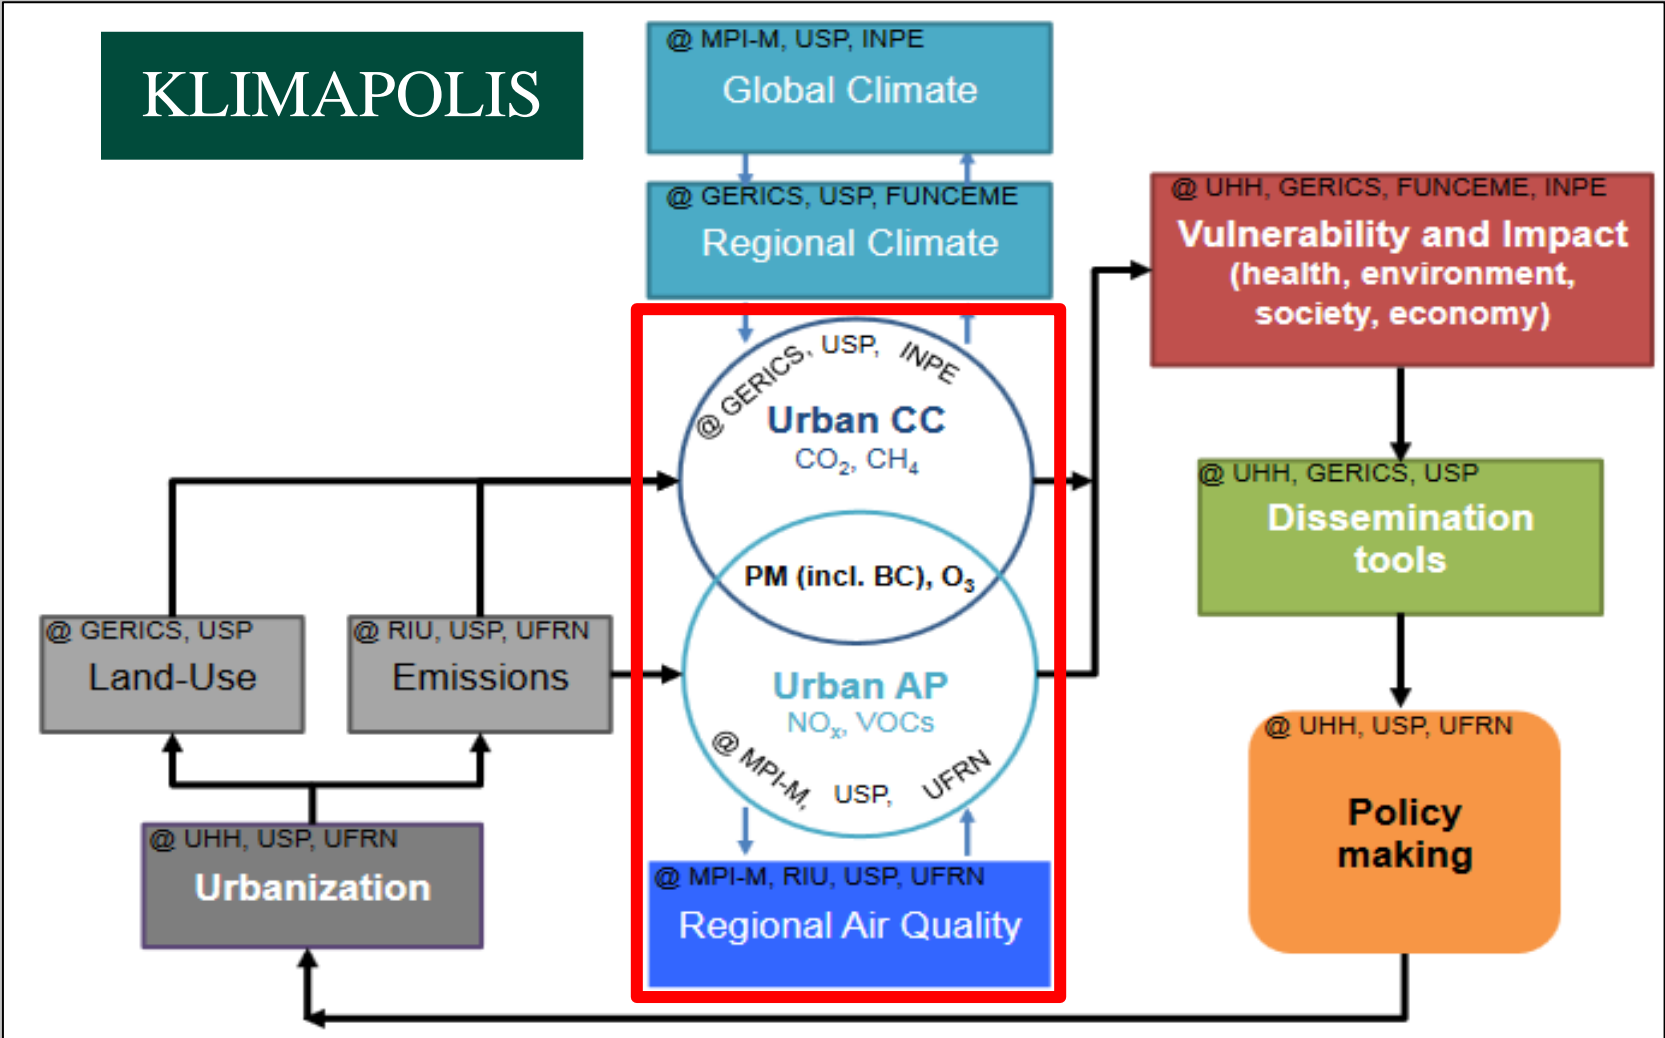 KLIMAPOLIS
@ MPI-M, USP, INPE
Global Climate
@ GERICS, USP, FUNCEME
Regional Climate
@ GERICS, USP, INPE
Urban CC
CO₂, CH₄
PM (incl. BC), O₃
Urban AP
NOₓ, VOCs
@ MPI-M, USP, UFRN
@ MPI-M, RIU, USP, UFRN
Regional Air Quality
@ GERICS, USP
Land-Use
@ RIU, USP, UFRN
Emissions
@ UHH, USP, UFRN
Urbanization
@ UHH, GERICS, FUNCEME, INPE
Vulnerability and Impact
(health, environment,
society, economy)
@ UHH, GERICS, USP
Dissemination
tools
@ UHH, USP, UFRN
Policy
making